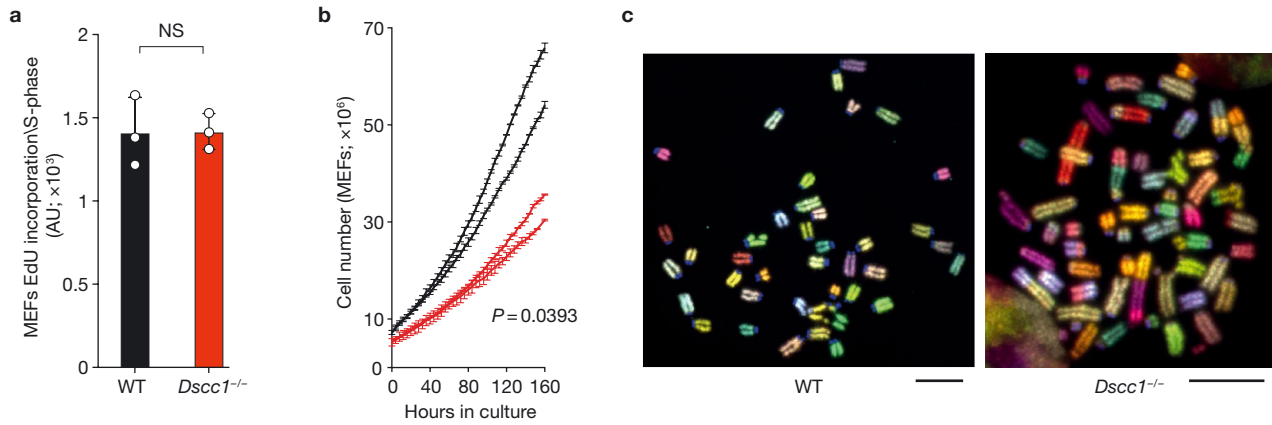 a
NS
2
1.5
1
0.5
0
MEFs EdU incorporation\S-phase
(AU; ×10³)
WT
Dscc1⁻/⁻
b
70
50
30
10
0
Cell number (MEFs; ×10⁶)
P = 0.0393
0 40 80 120 160
Hours in culture
c
WT
Dscc1⁻/⁻